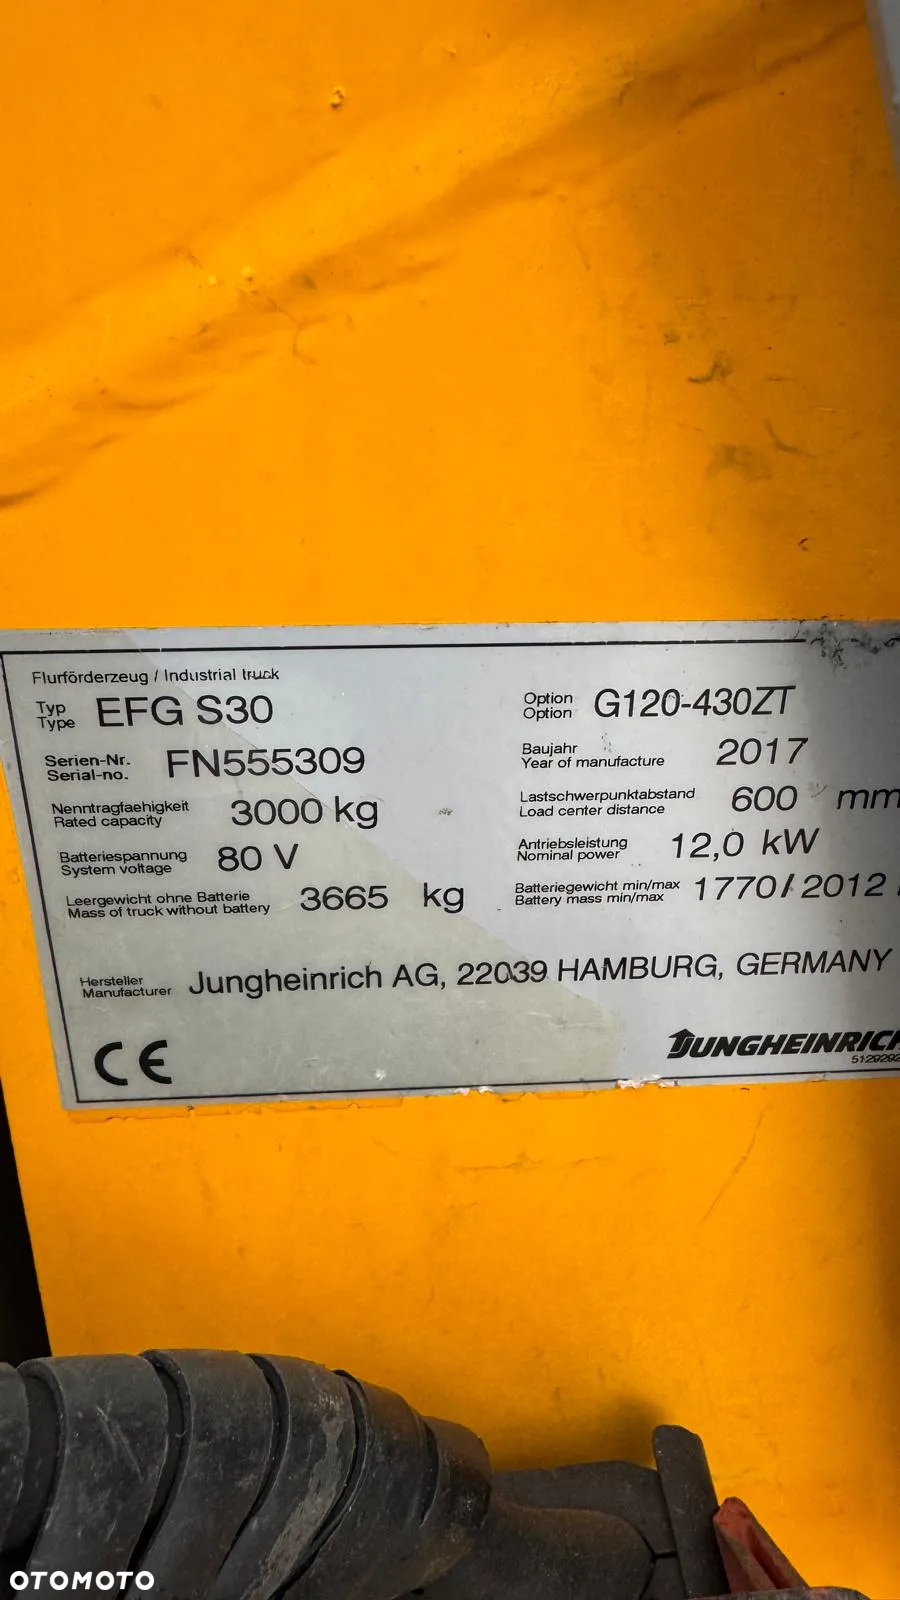 Flurförderzeug / Industrial truck
Typ
Type EFG S30
Option
Option G120-430ZT
Serien-Nr.
Serial-no. FN555309
Baujahr
Year of manufacture 2017
Nenntragfaehigkeit
Rated capacity 3000 kg
Lastschwerpunktabstand
Load center distance 600 mm
Batteriespannung
System voltage 80 V
Antriebsleistung
Nominal power 12,0 kW
Leergewicht ohne Batterie
Mass of truck without battery 3665 kg
Batteriegewicht min/max
Battery mass min/max 1770/2012
Hersteller
Manufacturer Jungheinrich AG, 22039 HAMBURG, GERMANY
CE
JUNGHEINRICH
5129292
OTOMOTO